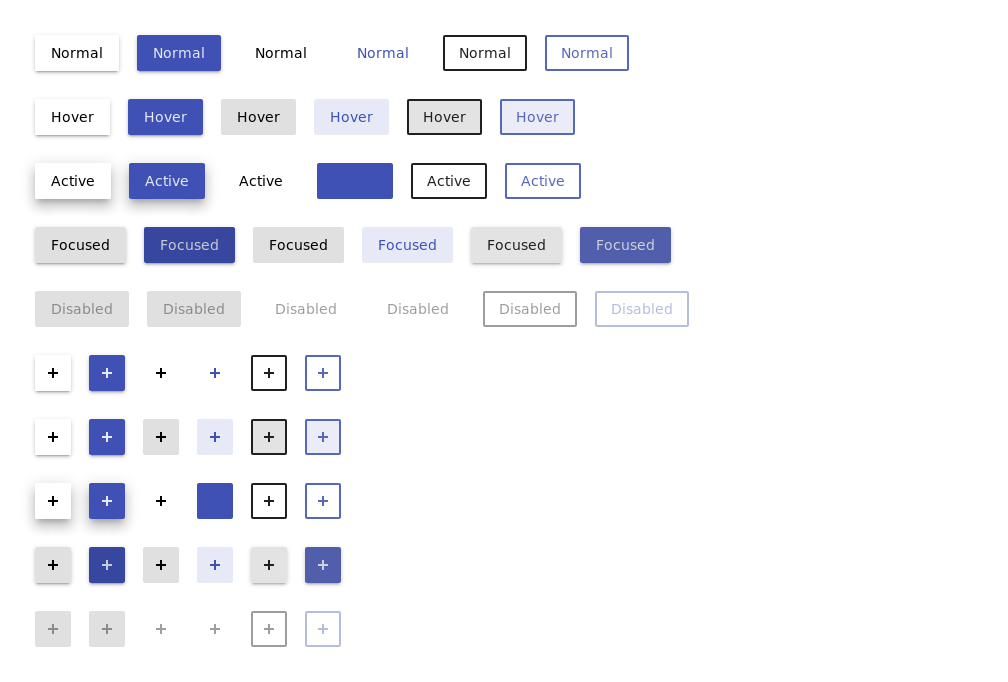 Normal Normal Normal Normal Normal Normal
Hover Hover Hover Hover Hover Hover
Active Active Active Active Active
Focused Focused Focused Focused Focused Focused
Disabled Disabled Disabled Disabled Disabled Disabled
+ + + + + +
+ + + + + +
+ + + + +
+ + + + + +
+ + + + + +